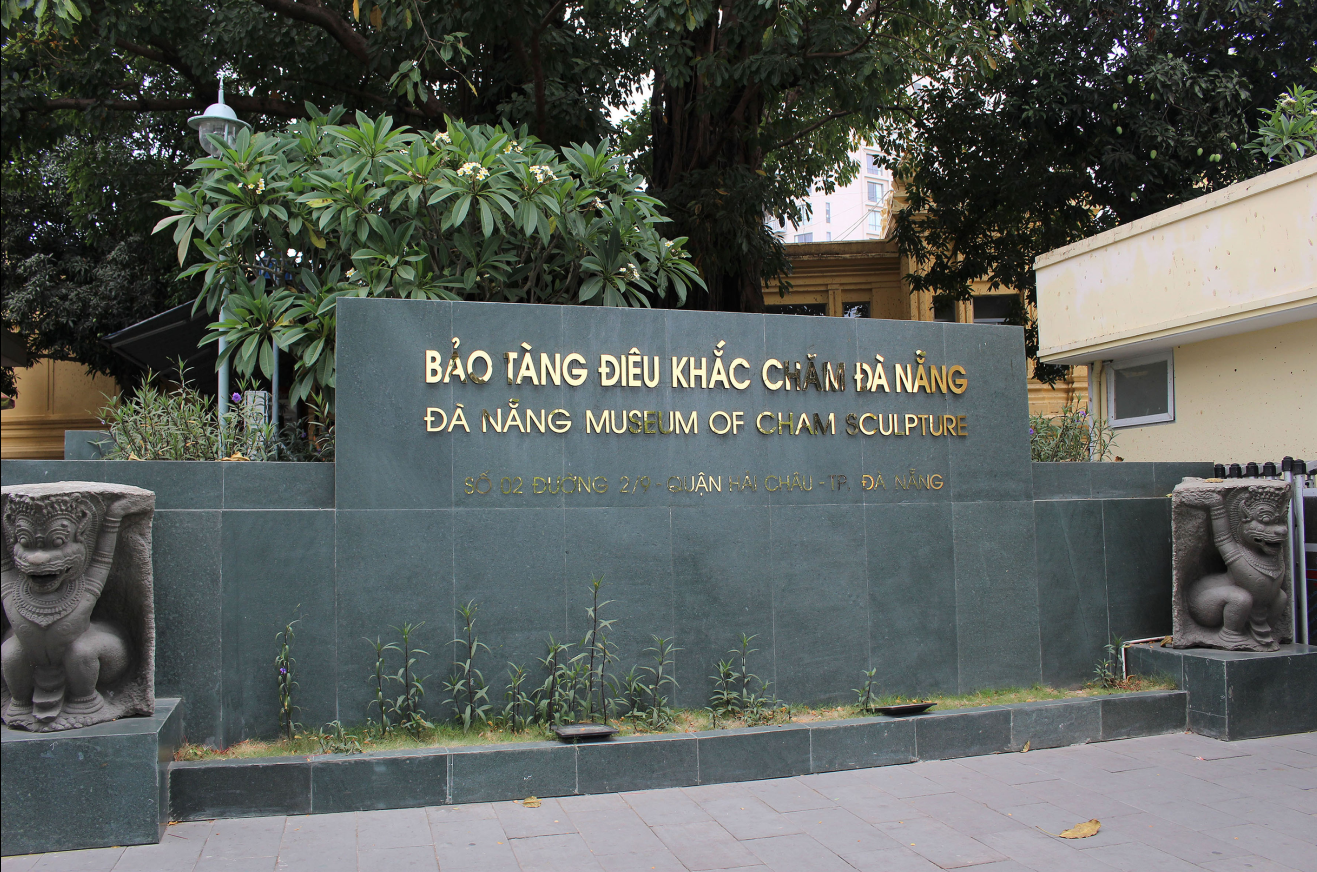 BẢO TÀNG ĐIÊU KHẮC CHĂM ĐÀ NẴNG
ĐÀ NẴNG MUSEUM OF CHAM SCULPTURE
SỐ 02 ĐƯỜNG 2/9 - QUẬN HẢI CHÂU - TP. ĐÀ NẴNG